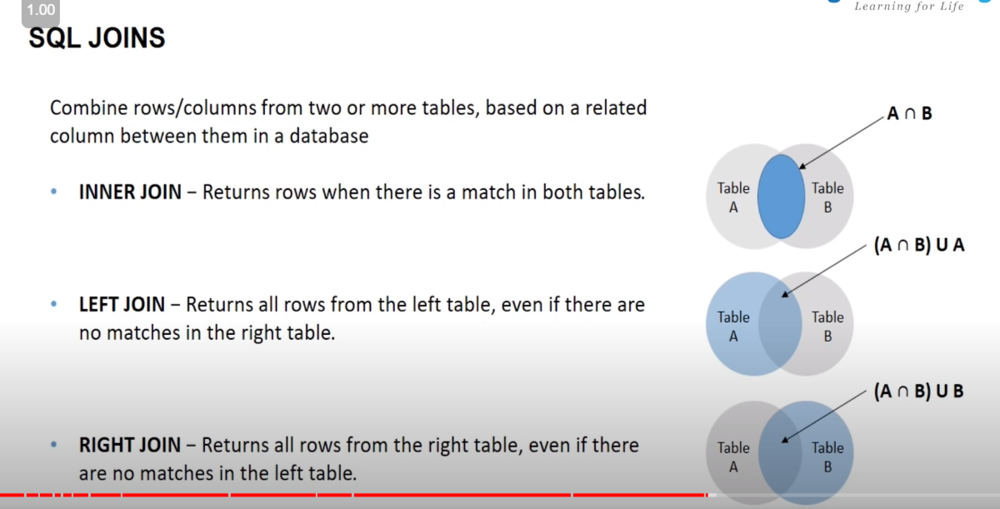 1.00
Learning for Life
SQL JOINS
Combine rows/columns from two or more tables, based on a related
column between them in a database
• INNER JOIN – Returns rows when there is a match in both tables.
A ∩ B
Table
A
Table
B
• LEFT JOIN – Returns all rows from the left table, even if there are
no matches in the right table.
(A ∩ B) U A
Table
A
Table
B
• RIGHT JOIN – Returns all rows from the right table, even if there
are no matches in the left table.
(A ∩ B) U B
Table
A
Table
B